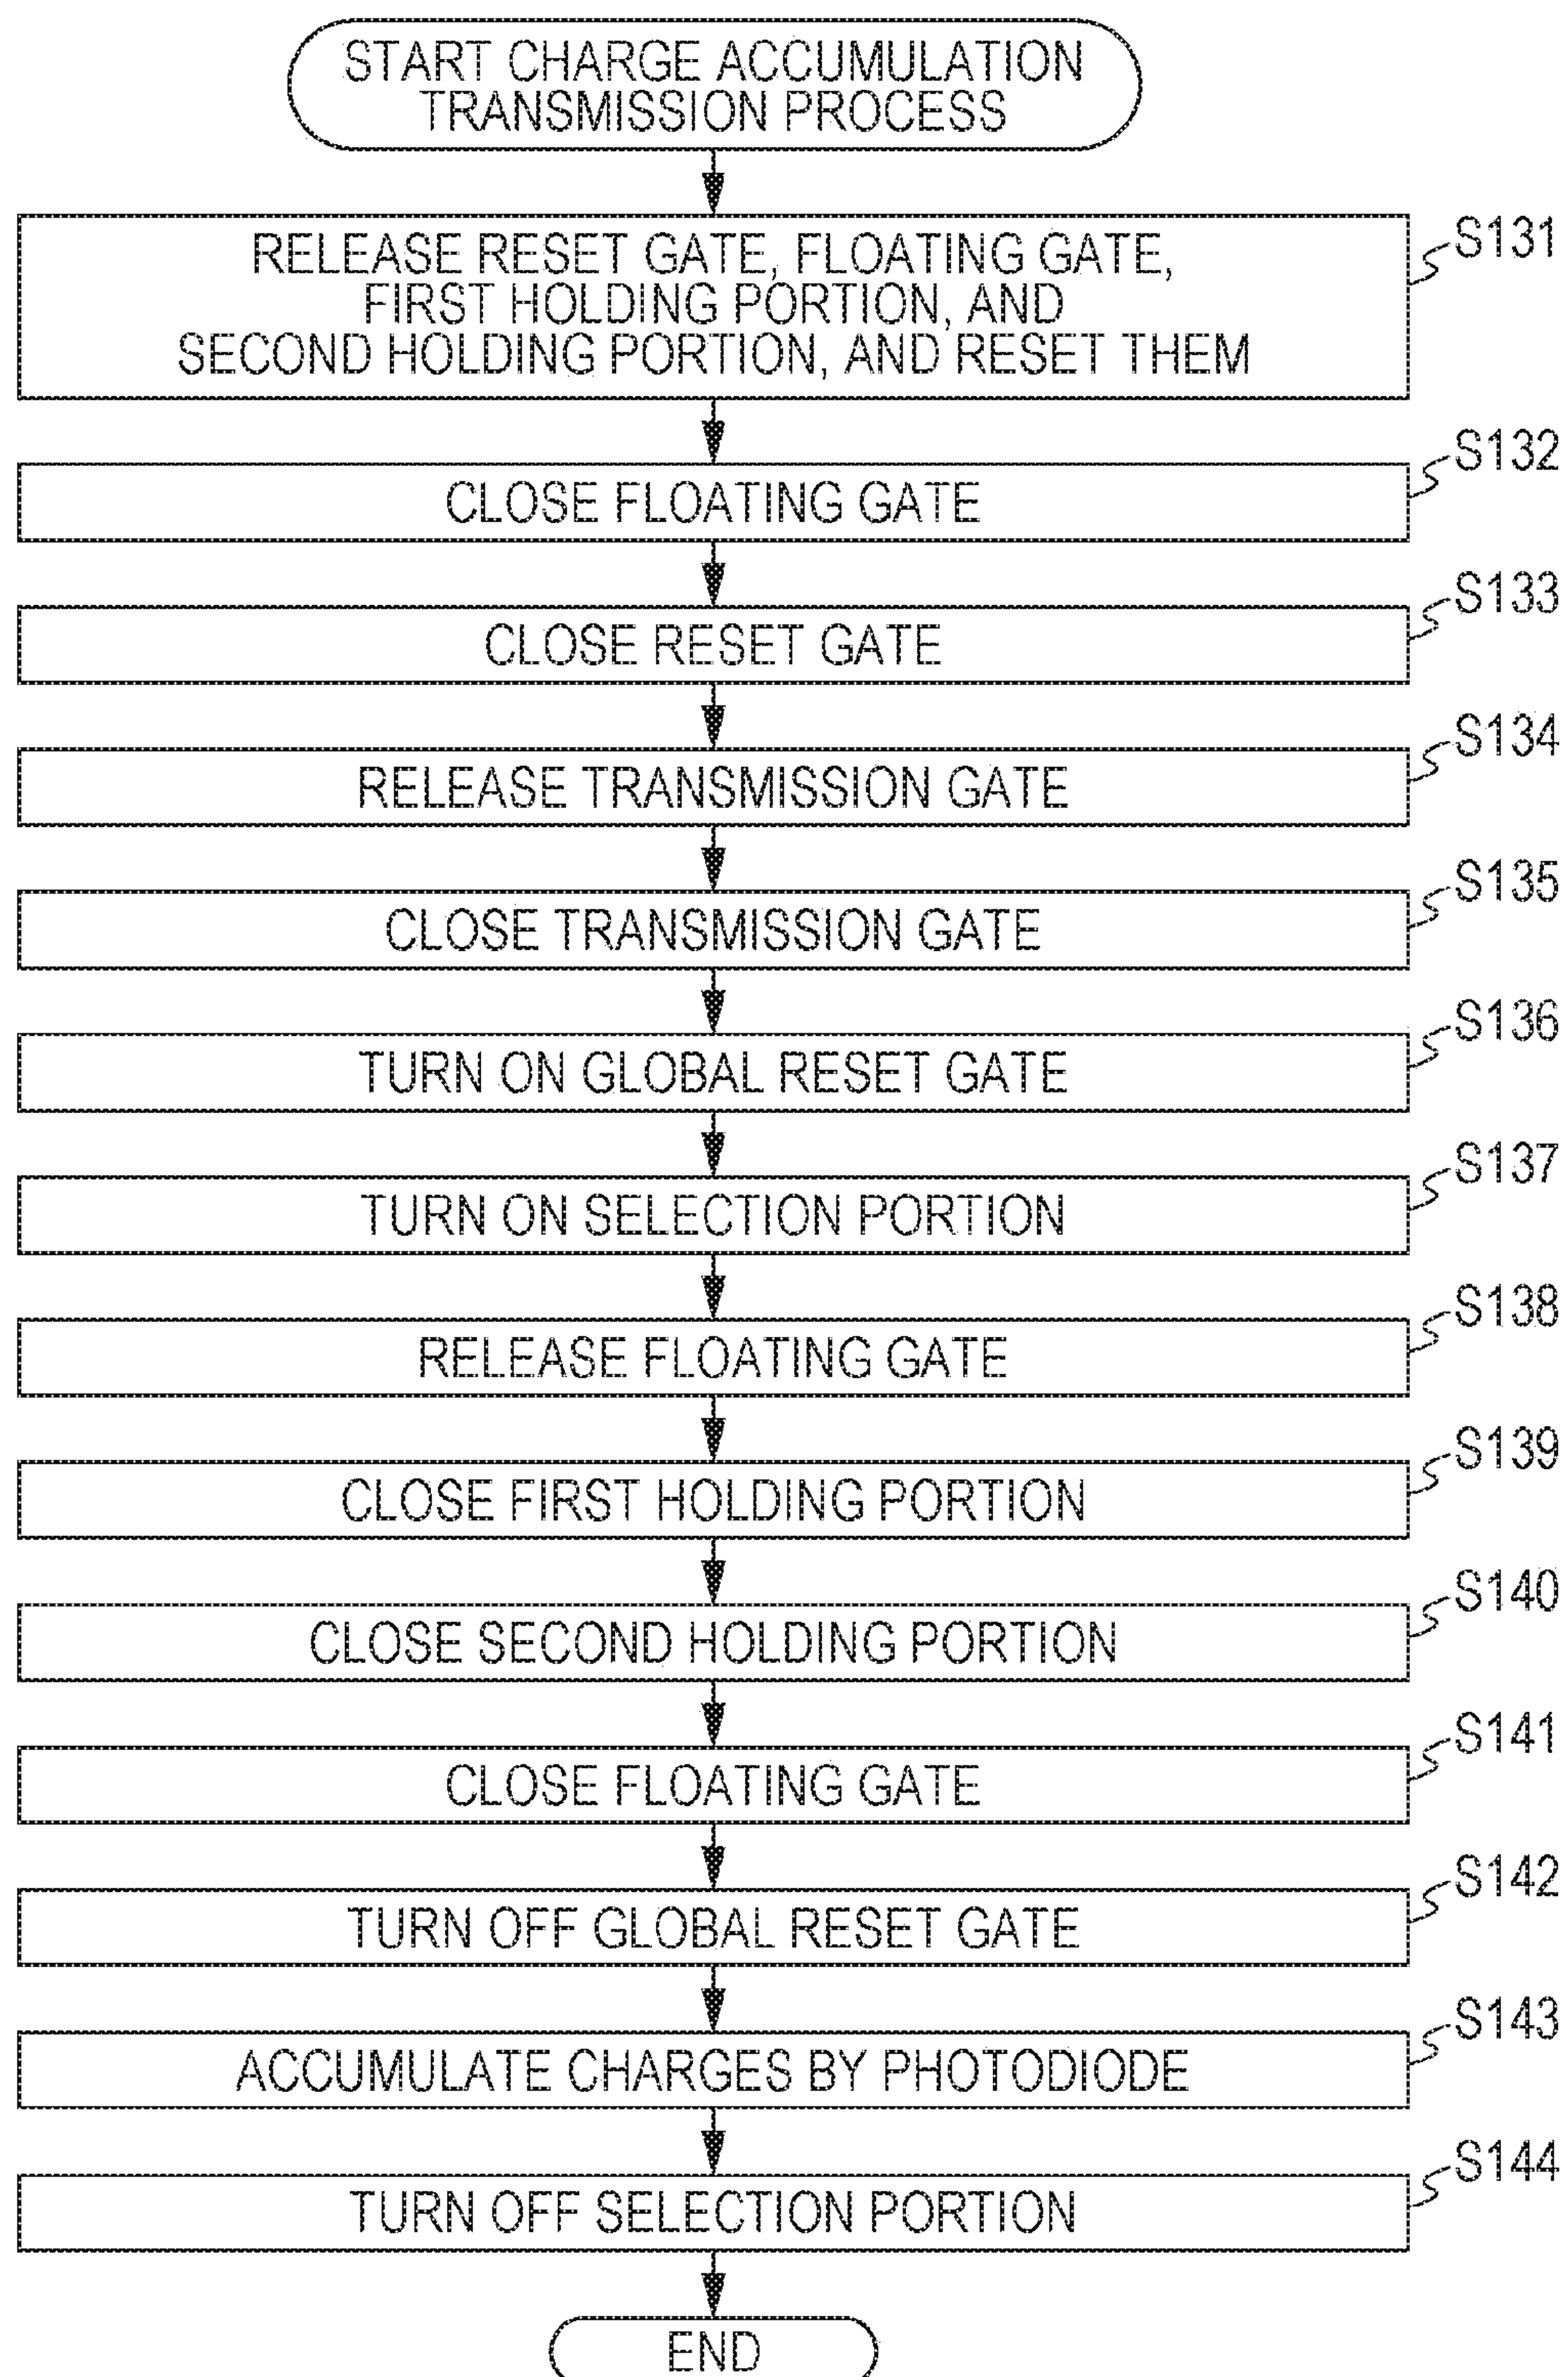 START CHARGE ACCUMULATION
TRANSMISSION PROCESS
RELEASE RESET GATE, FLOATING GATE,
FIRST HOLDING PORTION, AND
SECOND HOLDING PORTION, AND RESET THEM
S131
CLOSE FLOATING GATE
S132
CLOSE RESET GATE
S133
RELEASE TRANSMISSION GATE
S134
CLOSE TRANSMISSION GATE
S135
TURN ON GLOBAL RESET GATE
S136
TURN ON SELECTION PORTION
S137
RELEASE FLOATING GATE
S138
CLOSE FIRST HOLDING PORTION
S139
CLOSE SECOND HOLDING PORTION
S140
CLOSE FLOATING GATE
S141
TURN OFF GLOBAL RESET GATE
S142
ACCUMULATE CHARGES BY PHOTODIODE
S143
TURN OFF SELECTION PORTION
S144
END